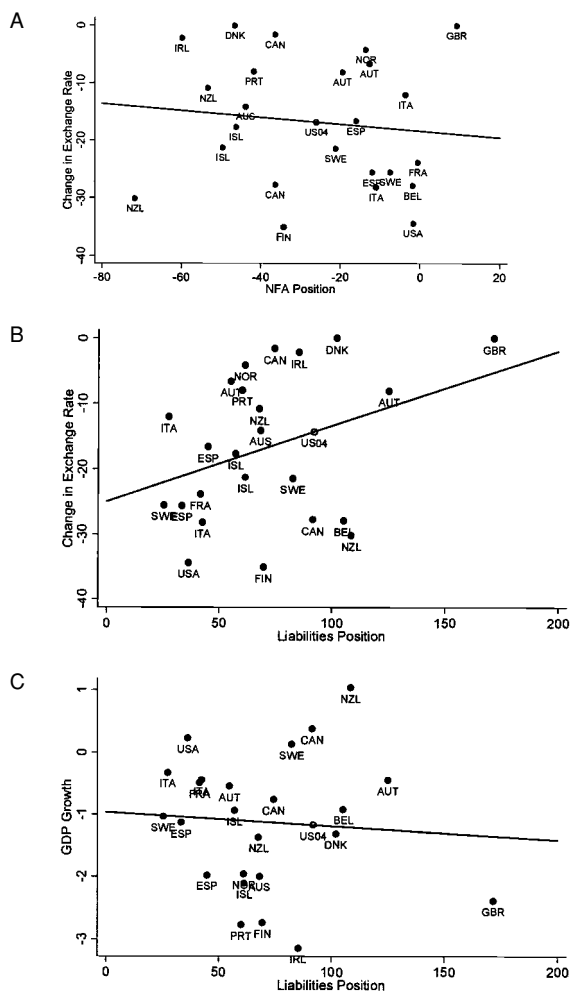 A
Change in Exchange Rate
0
-10
-20
-30
-40
IRL
DNK
CAN
GBR
PRT
NOR
AUT
AUT
NZL
ITA
AUS
ISL
US04
ESP
ISL
SWE
FRA
CAN
ESP
SWE
ITA
BEL
NZL
FIN
USA
-80
-60
-40
-20
0
20
NFA Position
B
Change in Exchange Rate
0
-10
-20
-30
-40
DNK
GBR
CAN
IRL
NOR
AUT
PRT
AUT
NZL
ITA
AUS
US04
ESP
ISL
ISL
SWE
FRA
SWE
ESP
ITA
CAN
BEL
NZL
USA
FIN
0
50
100
150
200
Liabilities Position
C
GDP Growth
1
0
-1
-2
-3
NZL
CAN
USA
SWE
ITA
ITA
FRA
AUT
AUT
CAN
BEL
SWE
ESP
ISL
US04
NZL
DNK
ESP
NOR
AUS
ISL
GBR
PRT
FIN
IRL
0
50
100
150
200
Liabilities Position